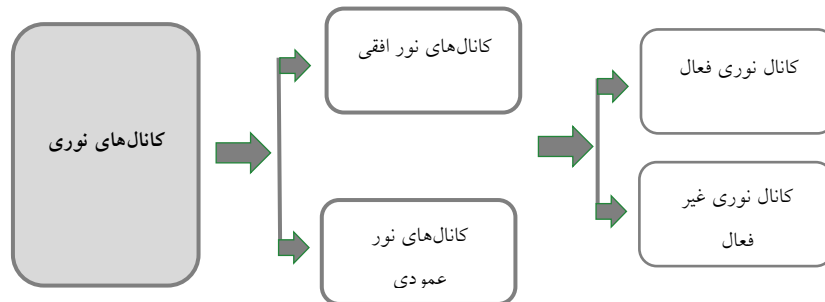 کانال‌های نوری
کانال‌های نور افقی
کانال‌های نور
عمودی
کانال نوری فعال
کانال نوری غیر
فعال